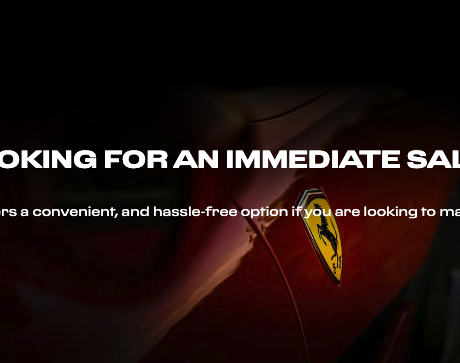 OKING FOR AN IMMEDIATE SAL
rs a convenient, and hassle-free option if you are looking to ma